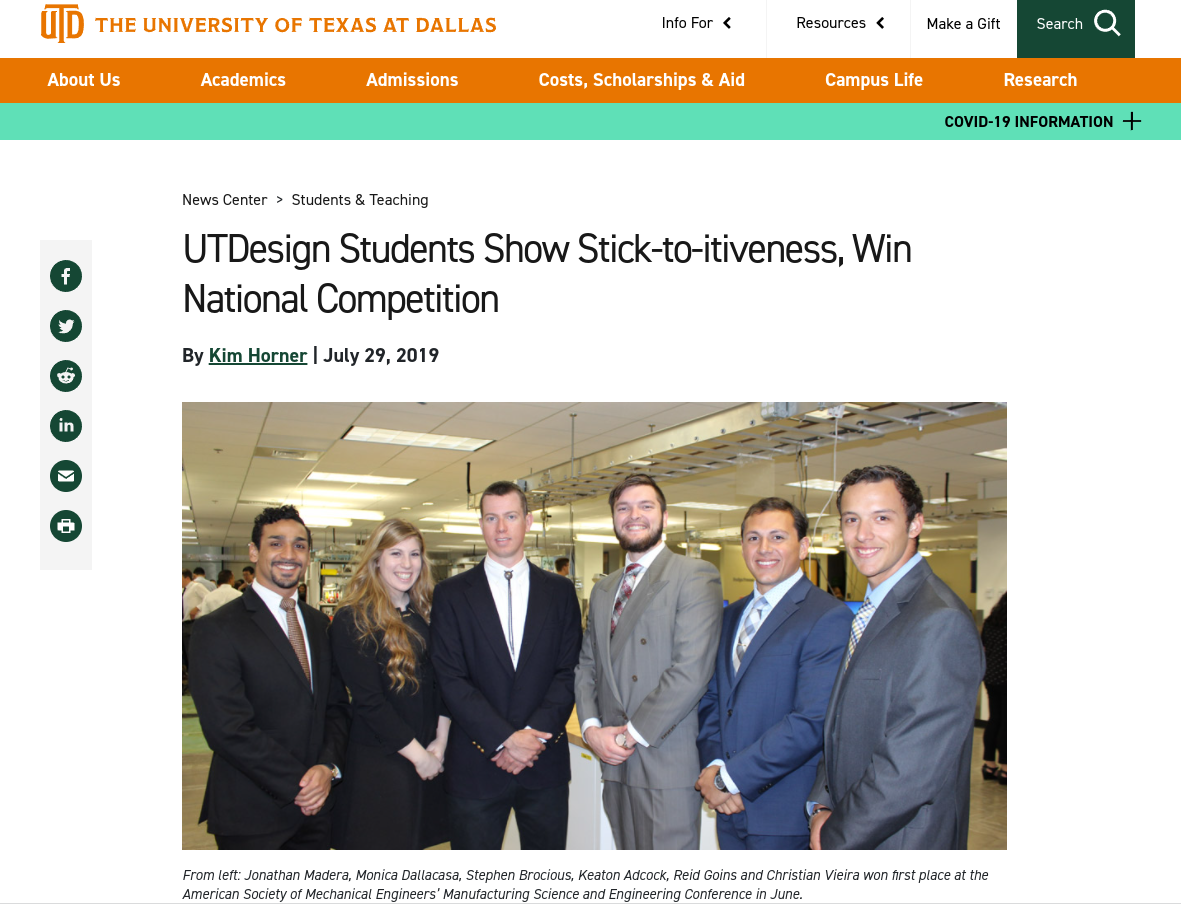 UTD THE UNIVERSITY OF TEXAS AT DALLAS
Info For
Resources
Make a Gift
Search
About Us
Academics
Admissions
Costs, Scholarships & Aid
Campus Life
Research
COVID-19 INFORMATION
News Center > Students & Teaching
UTDesign Students Show Stick-to-itiveness, Win
National Competition
By Kim Horner | July 29, 2019
From left: Jonathan Madera, Monica Dallacasa, Stephen Brocious, Keaton Adcock, Reid Goins and Christian Vieira won first place at the
American Society of Mechanical Engineers’ Manufacturing Science and Engineering Conference in June.